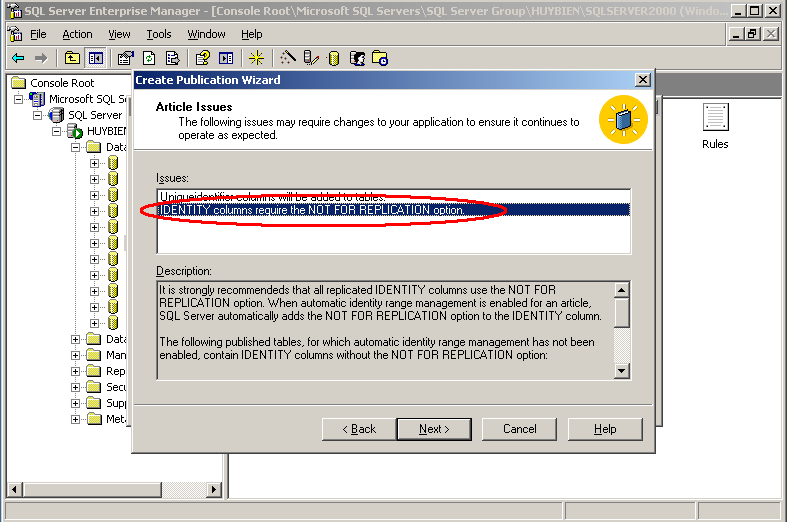 SQL Server Enterprise Manager - [Console Root\Microsoft SQL Servers\SQL Server Group\HUYBIEN\SQLSERVER2000 (Windo...
File Action View Tools Window Help
Console Root
Microsoft SQL Se
SQL Server
HUYBIEN
Data
Data
Man
Rep
Secu
Supp
Meta
Rules
Create Publication Wizard
Article Issues
The following issues may require changes to your application to ensure it continues to
operate as expected.
Issues:
Uniqueidentifier columns will be added to tables.
IDENTITY columns require the NOT FOR REPLICATION option.
Description:
It is strongly recommendeds that all replicated IDENTITY columns use the NOT FOR
REPLICATION option. When automatic identity range management is enabled for an article,
SQL Server automatically adds the NOT FOR REPLICATION option to the IDENTITY column.
The following published tables, for which automatic identity range management has not been
enabled, contain IDENTITY columns without the NOT FOR REPLICATION option:
< Back Next > Cancel Help